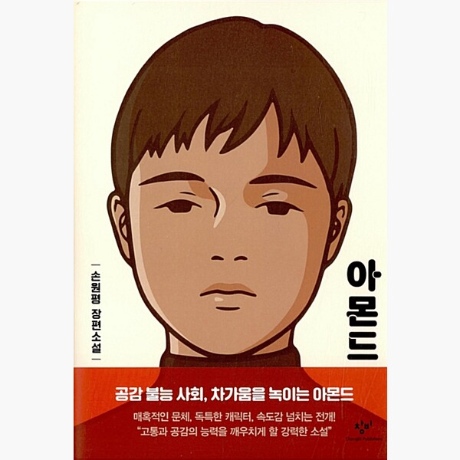 아몬드
손원평 장편소설
공감 불능 사회, 차가움을 녹이는 아몬드
매혹적인 문체, 독특한 캐릭터, 속도감 넘치는 전개!
“고통과 공감의 능력을 깨우치게 할 강력한 소설”
창비